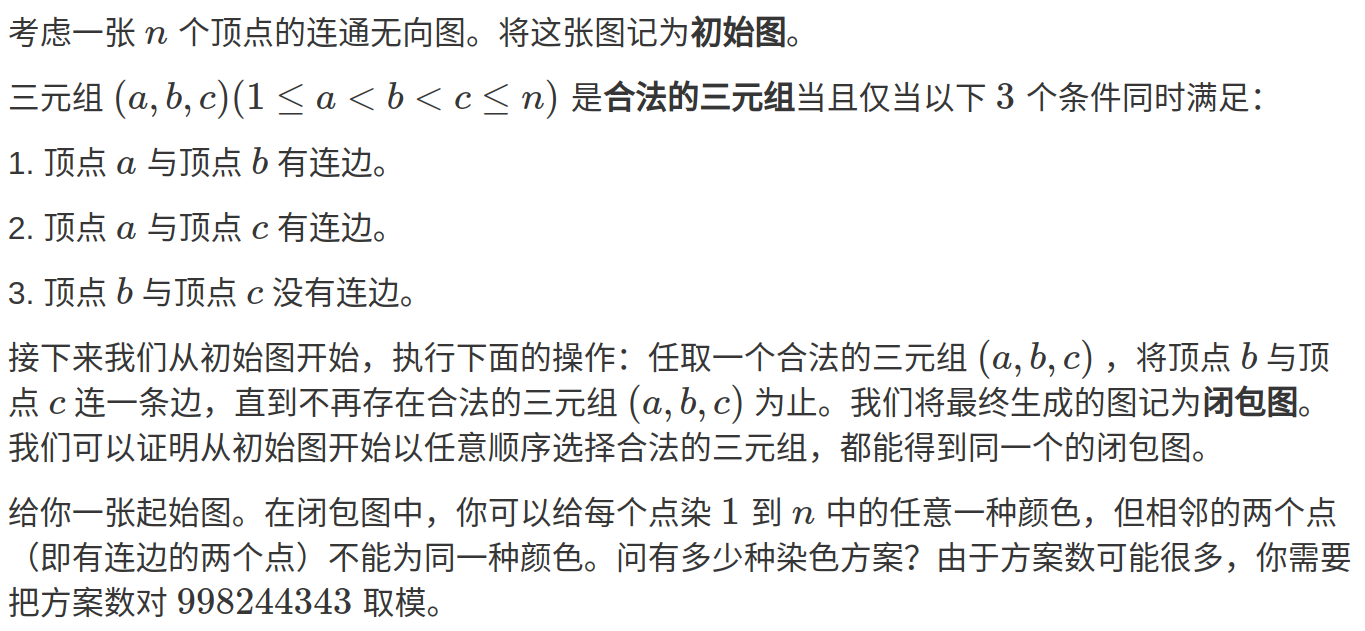 考虑一张 n 个顶点的连通无向图。将这张图记为初始图。
三元组 (a, b, c)(1 ≤ a < b < c ≤ n) 是合法的三元组当且仅当以下 3 个条件同时满足：
1. 顶点 a 与顶点 b 有连边。
2. 顶点 a 与顶点 c 有连边。
3. 顶点 b 与顶点 c 没有连边。
接下来我们从初始图开始，执行下面的操作：任取一个合法的三元组 (a, b, c) ，将顶点 b 与顶
点 c 连一条边，直到不再存在合法的三元组 (a, b, c) 为止。我们将最终生成的图记为闭包图。
我们可以证明从初始图开始以任意顺序选择合法的三元组，都能得到同一个的闭包图。
给你一张起始图。在闭包图中，你可以给每个点染 1 到 n 中的任意一种颜色，但相邻的两个点
（即有连边的两个点）不能为同一种颜色。问有多少种染色方案？由于方案数可能很多，你需要
把方案数对 998244343 取模。